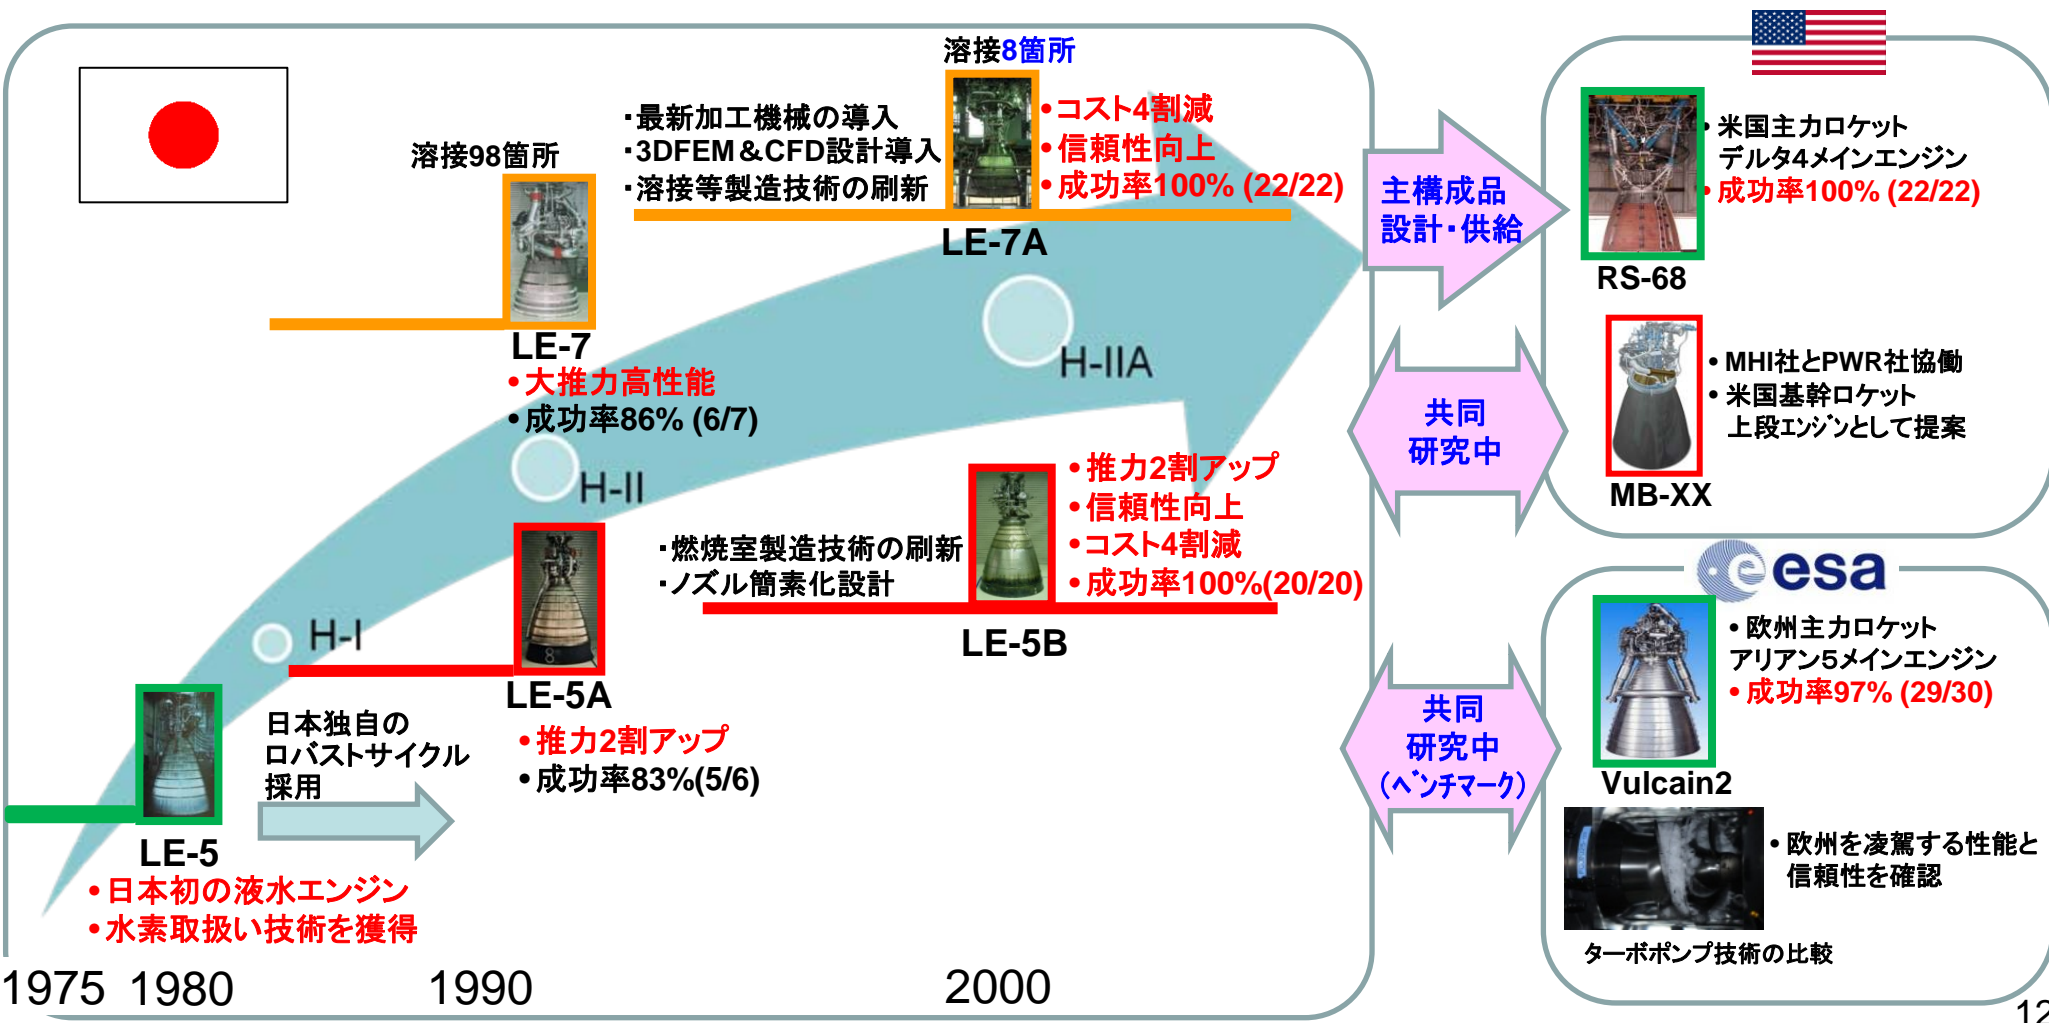 溶接8箇所
・最新加工機械の導入
・3DFEM＆CFD設計導入
・溶接等製造技術の刷新
•コスト4割減
•信頼性向上
•成功率100% (22/22)
LE-7A
溶接98箇所
LE-7
•大推力高性能
•成功率86% (6/7)
H-IIA
H-II
H-I
・燃焼室製造技術の刷新
・ノズル簡素化設計
•推力2割アップ
•信頼性向上
•コスト4割減
•成功率100%(20/20)
LE-5B
8
LE-5A
•推力2割アップ
•成功率83%(5/6)
日本独自の
ロバストサイクル
採用
LE-5
•日本初の液水エンジン
•水素取扱い技術を獲得
1975 1980 1990 2000
主構成品
設計・供給
共同
研究中
共同
研究中
(ベンチマーク)
• 米国主力ロケット
デルタ4メインエンジン
•成功率100% (22/22)
RS-68
• MHI社とPWR社協働
• 米国基幹ロケット
上段エンジンとして提案
MB-XX
esa
• 欧州主力ロケット
アリアン５メインエンジン
• 成功率97% (29/30)
Vulcain2
• 欧州を凌駕する性能と
信頼性を確認
ターボポンプ技術の比較
12